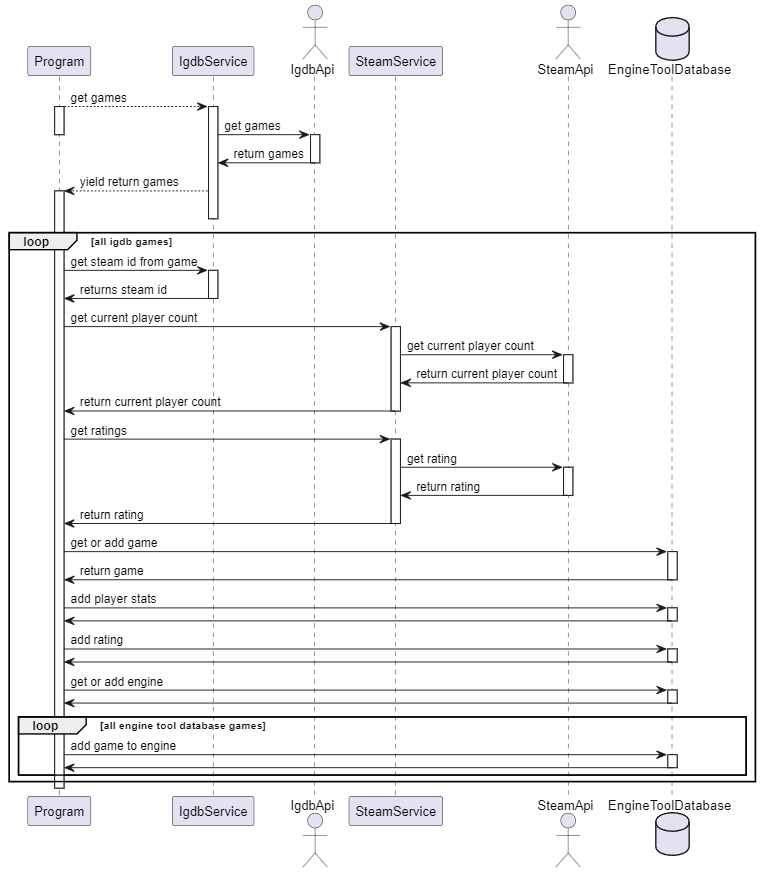 Program
IgdbService
IgdbApi
SteamService
SteamApi
EngineToolDatabase
get games
get games
return games
yield return games
loop
[all igdb games]
get steam id from game
returns steam id
get current player count
get current player count
return current player count
return current player count
get ratings
get rating
return rating
return rating
get or add game
return game
add player stats
add rating
get or add engine
loop
[all engine tool database games]
add game to engine
Program
IgdbService
IgdbApi
SteamService
SteamApi
EngineToolDatabase